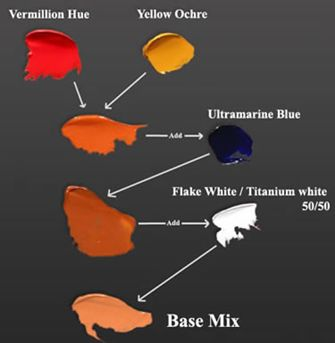 Vermillion Hue
Yellow Ochre
Add
Ultramarine Blue
Flake White / Titanium white
50/50
Add
Base Mix